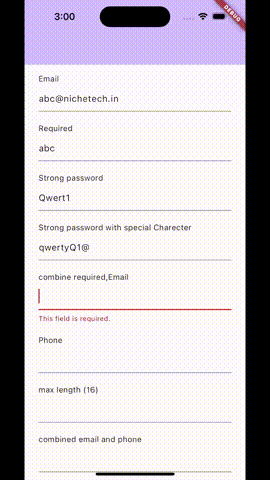 3:00
DEBUG
Email
abc@nichetech.in
Required
abc
Strong password
Qwert1
Strong password with special Charecter
qwertyQ1@
combine required,Email
This field is required.
Phone
max length (16)
combined email and phone